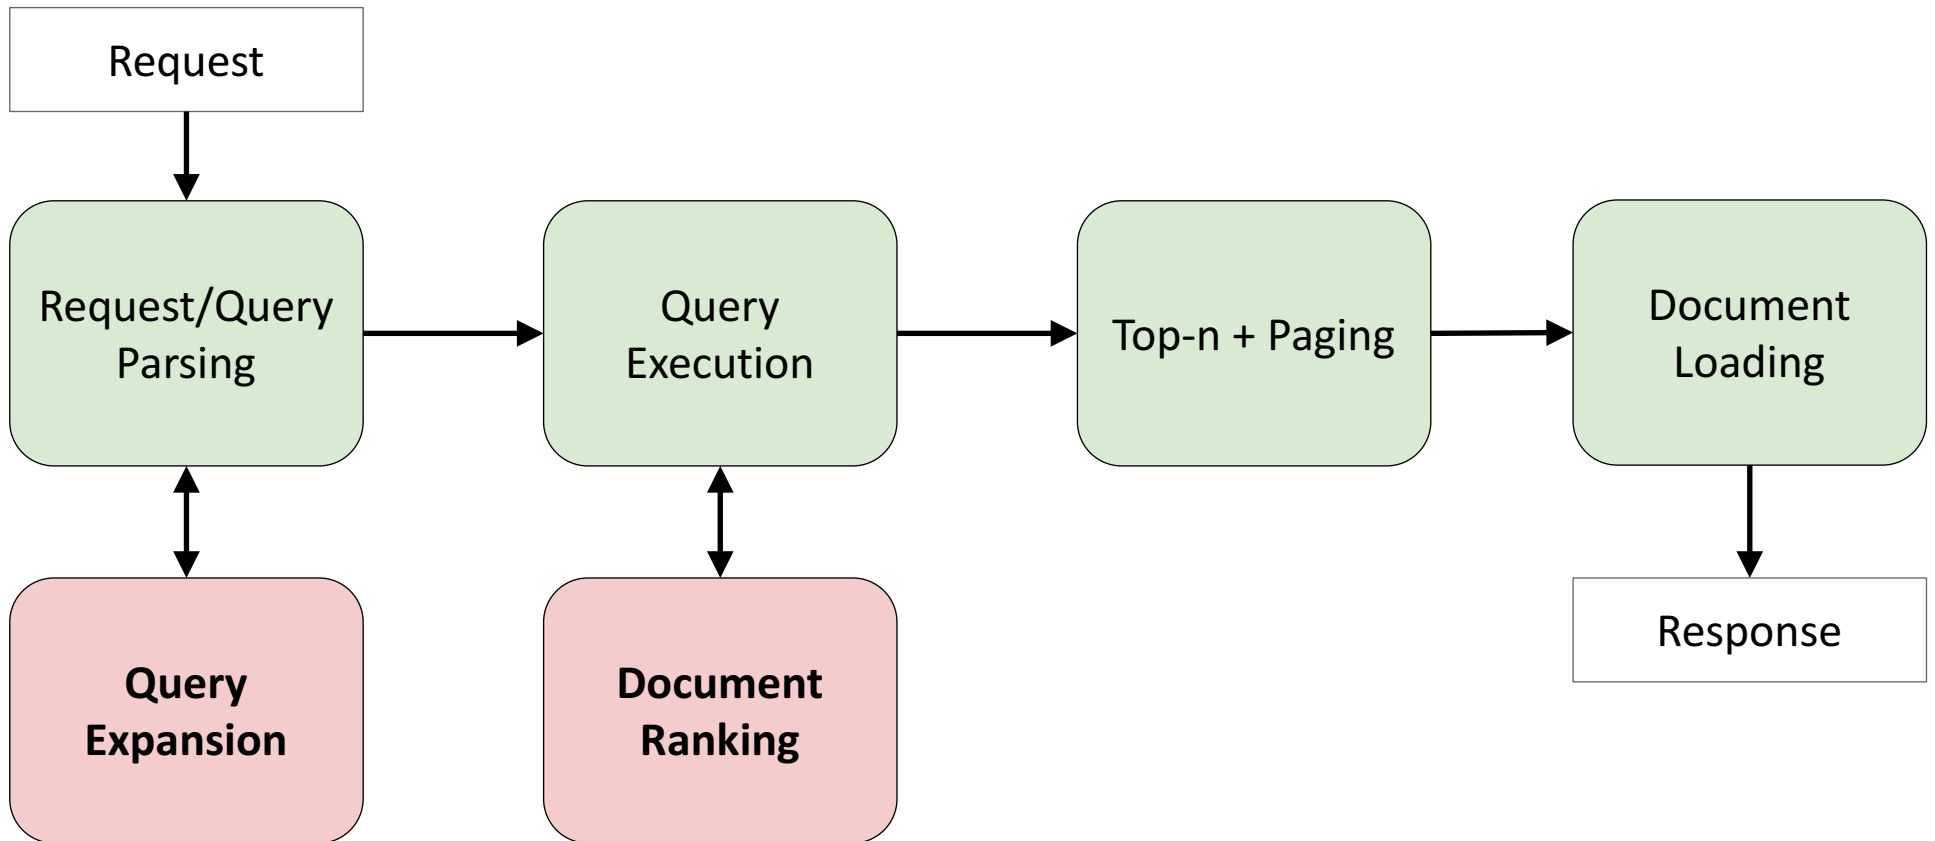 Request
Request/Query
Parsing
Query
Execution
Top-n + Paging
Document
Loading
Query
Expansion
Document
Ranking
Response